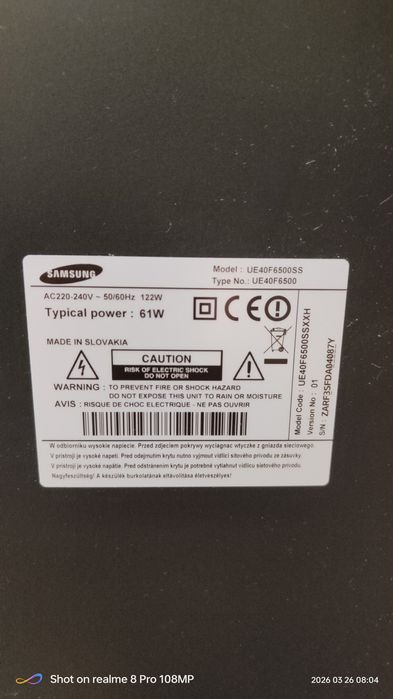 SAMSUNG
Model : UE40F6500SS
Type No.: UE40F6500
AC220-240V ~ 50/60Hz 122W
Typical power : 61W
MADE IN SLOVAKIA
CAUTION
RISK OF ELECTRIC SHOCK
DO NOT OPEN
WARNING : TO PREVENT FIRE OR SHOCK HAZARD
DO NOT EXPOSE THIS UNIT TO RAIN OR MOISTURE
AVIS : RISQUE DE CHOC ELECTRIQUE - NE PAS OUVRIR
Model Code : UE40F6500SSXXH
Version No : 01
S/N : ZARF3SFDA04087Y
W odbiorniku wysokie napiecie. Przed zdjeciem pokrywy wyciagnac wtyczke z gniazda sieciowego.
V prístroji je vysoké napetí. Pred odejmutím krytu nutno vyjmout vidlici sítového prívodu ze zásuvky.
V prístroji je vysoké napätie. Pred odstránením krytu je potrebné vytiahnut vidlicu sietového prívodu.
Nagyfeszültség! A készülék burkolatának eltávolítása életveszélyes!
Shot on realme 8 Pro 108MP
2026 03 26 08:04